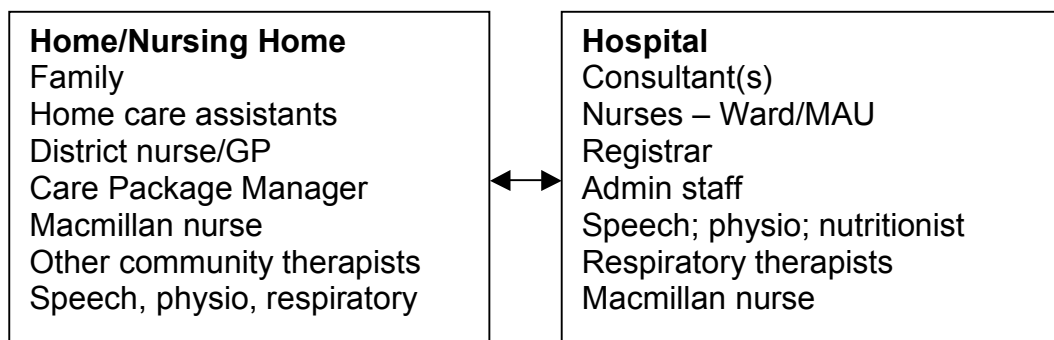 Home/Nursing Home
Family
Home care assistants
District nurse/GP
Care Package Manager
Macmillan nurse
Other community therapists
Speech, physio, respiratory
Hospital
Consultant(s)
Nurses – Ward/MAU
Registrar
Admin staff
Speech; physio; nutritionist
Respiratory therapists
Macmillan nurse